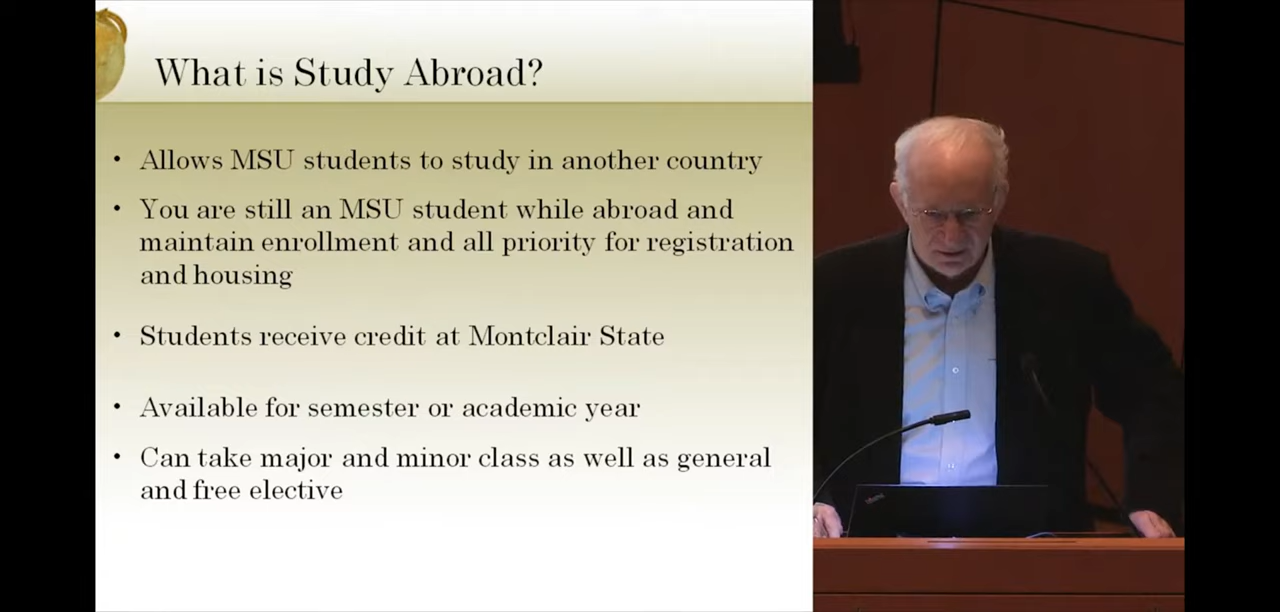 What is Study Abroad?
• Allows MSU students to study in another country
• You are still an MSU student while abroad and
maintain enrollment and all priority for registration
and housing
• Students receive credit at Montclair State
• Available for semester or academic year
• Can take major and minor class as well as general
and free elective